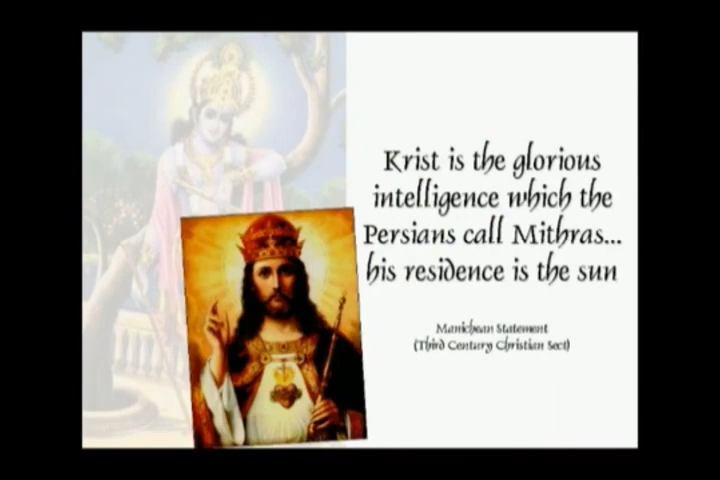 Krist is the glorious
intelligence which the
Persians call Mithras...
his residence is the sun
Manichean Statement
(Third Century Christian Sect)